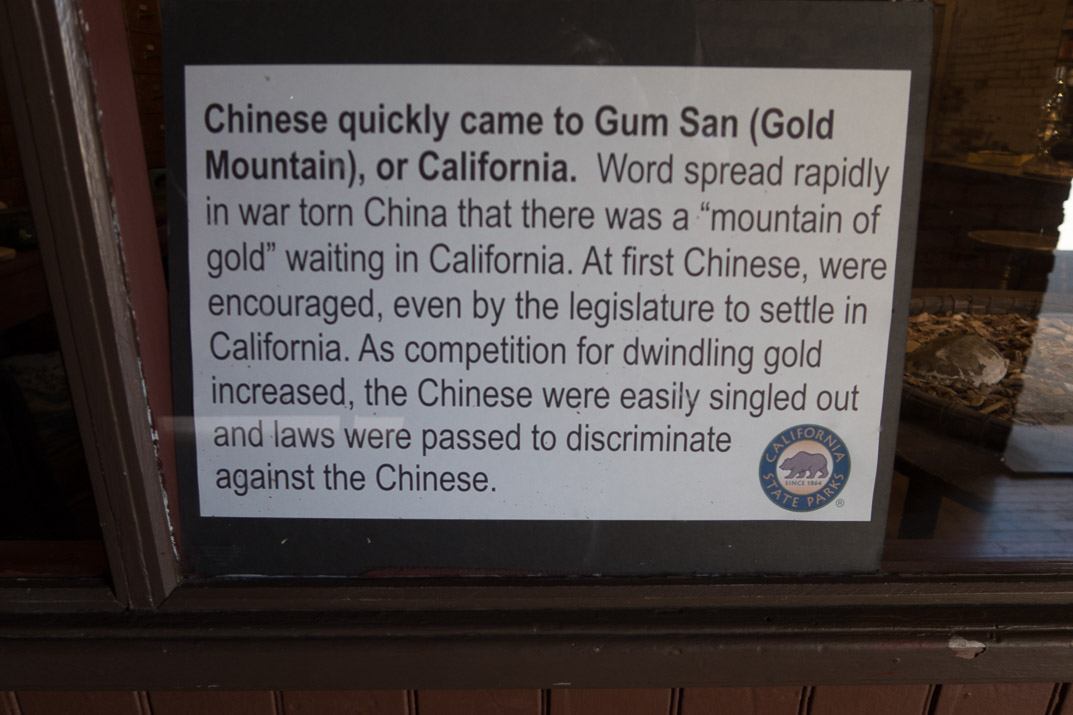 Chinese quickly came to Gum San (Gold
Mountain), or California.  Word spread rapidly
in war torn China that there was a “mountain of
gold” waiting in California. At first Chinese, were
encouraged, even by the legislature to settle in
California. As competition for dwindling gold
increased, the Chinese were easily singled out
and laws were passed to discriminate
against the Chinese.
CALIFORNIA
SINCE 1864
STATE PARKS
®